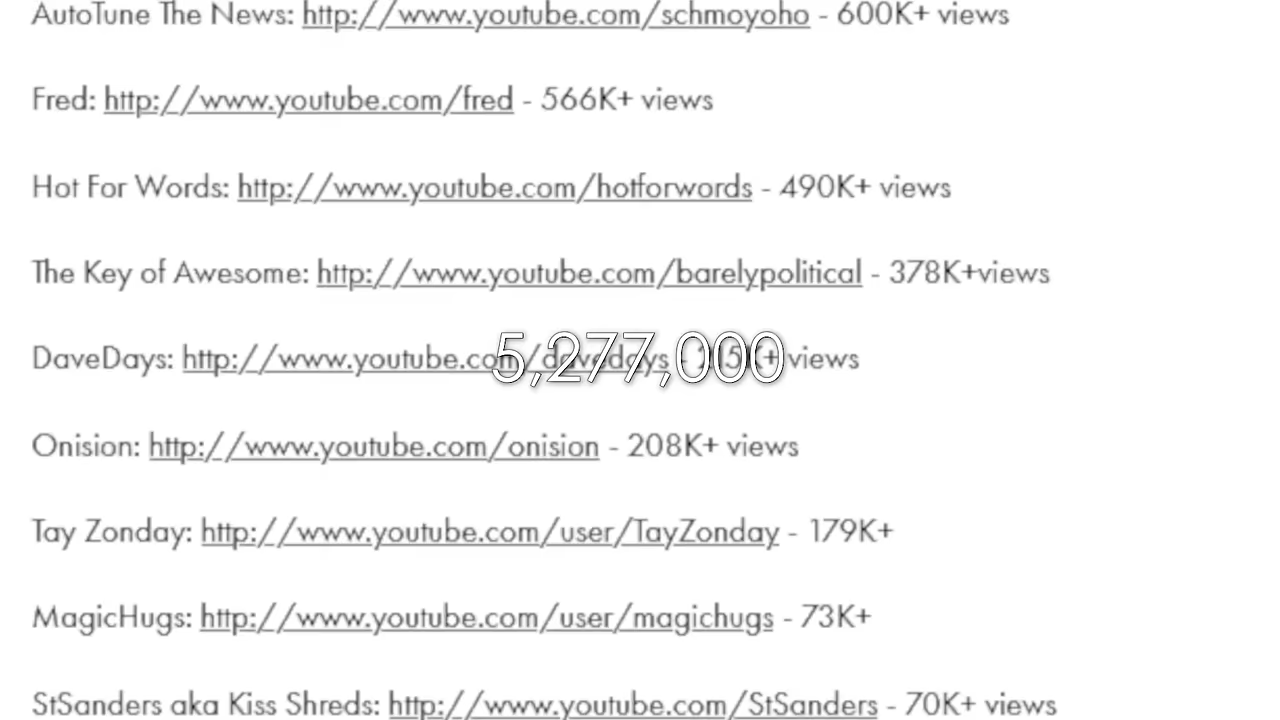 AutoTune The News: http://www.youtube.com/schmoyoho - 600K+ views
Fred: http://www.youtube.com/fred - 566K+ views
Hot For Words: http://www.youtube.com/hotforwords - 490K+ views
The Key of Awesome: http://www.youtube.com/barelypolitical - 378K+views
DaveDays: http://www.youtube.com/davedays - 215K+ views
5,277,000
Onision: http://www.youtube.com/onision - 208K+ views
Tay Zonday: http://www.youtube.com/user/TayZonday - 179K+
MagicHugs: http://www.youtube.com/user/magichugs - 73K+
StSanders aka Kiss Shreds: http://www.youtube.com/StSanders - 70K+ views